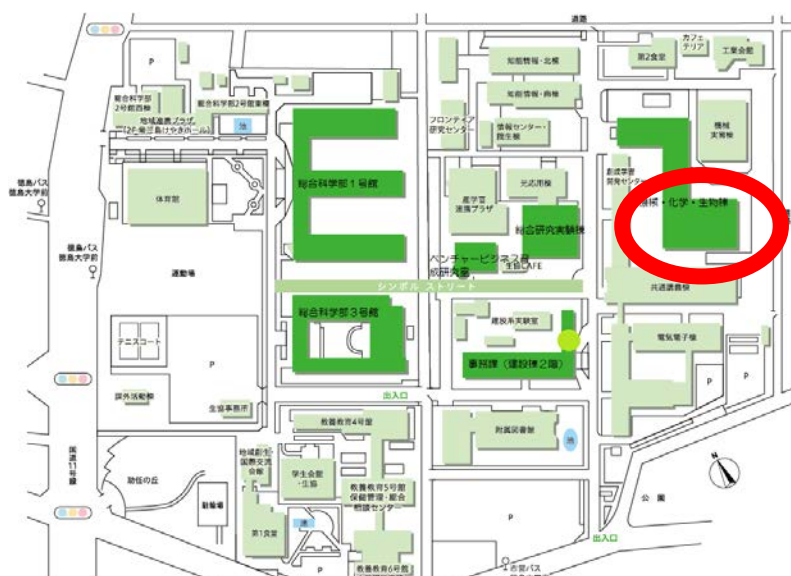 道路
P
総合科学部
2号館西棟
総合科学部2号館東棟
地域連携プラザ
池
知能情報・北棟
知能情報・南棟
フロンティア
研究センター
情報センター・
院生棟
第2食堂
カフェ
テリア
工業会館
機械
実習棟
創成学習
開発センター
機械・化学・生物棟
徳島バス
徳島大学前
体育館
総合科学部1号館
産学官
連携プラザ
光応用棟
総合研究実験棟
ベンチャービジネス育
成研究室
生協CAFE
徳島バス
徳島大学前
運動場
シンボル ストリート
共通講義棟
総合科学部3号館
建設系実験室
電気電子棟
テニスコート
P
事務課(建設棟2階)
P
P
課外活動棟
生協事務所
出入口
国道11号線
助任の丘
駐輪場
教養教育4号館
地域創生・
国際交流
会館
学生会館
・生協
附属図書館
池
教養教育5号館
保健管理・総合
相談センター
第1食堂
池
P
教養教育6号館
P
N
公園
出入口
市営バス